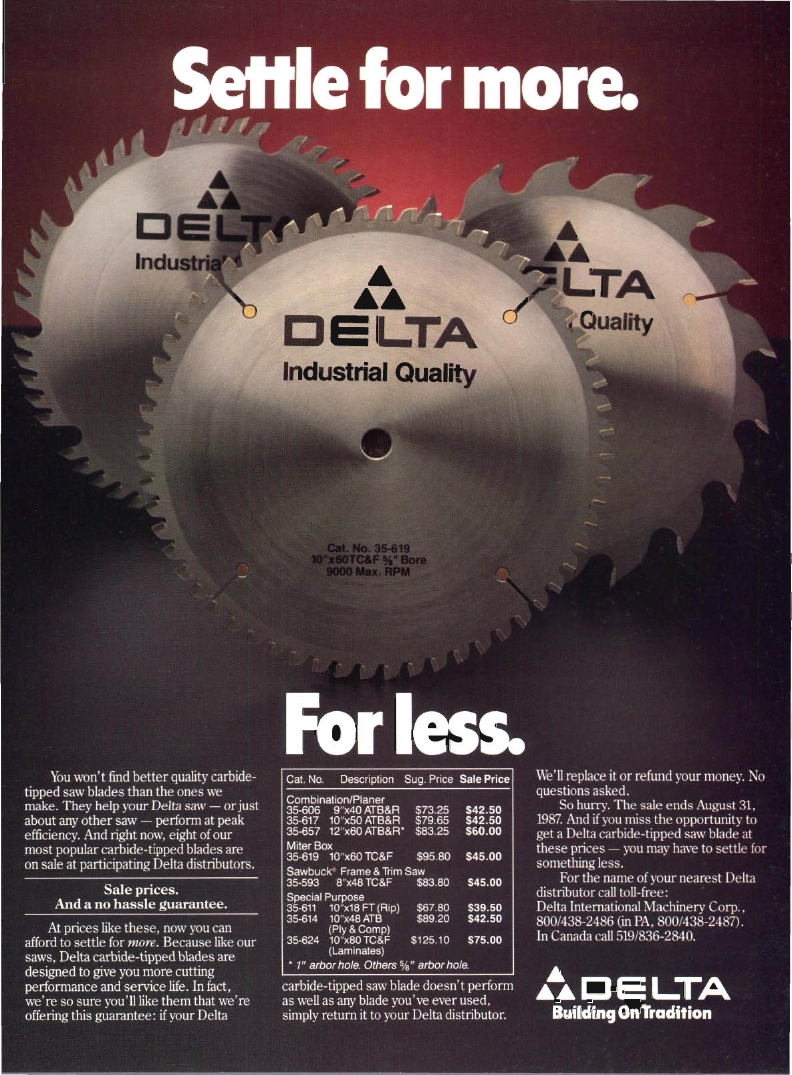 Settle for more.
DELT
Industria
DELTA
Industrial Quality
ELTA
Quality
Cat. No. 35-619
10"x60TC&F 5/8" Bore
9000 Max. RPM
For less.
You won't find better quality carbide-
tipped saw blades than the ones we
make. They help your Delta saw — or just
about any other saw — perform at peak
efficiency. And right now, eight of our
most popular carbide-tipped blades are
on sale at participating Delta distributors.
Sale prices.
And a no hassle guarantee.
At prices like these, now you can
afford to settle for more. Because like our
saws, Delta carbide-tipped blades are
designed to give you more cutting
performance and service life. In fact,
we're so sure you'll like them that we're
offering this guarantee: if your Delta
Cat. No. Description Sug. Price Sale Price
Combination/Planer
35-606 9"x40 ATB&R $73.25 $42.50
35-617 10"x50 ATB&R $79.65 $42.50
35-657 12"x60 ATB&R* $83.25 $60.00
Miter Box
35-619 10"x60 TC&F $95.80 $45.00
Sawbuck® Frame & Trim Saw
35-593 8"x48 TC&F $83.80 $45.00
Special Purpose
35-611 10"x18 FT (Rip) $67.80 $39.50
35-614 10"x48 ATB $89.20 $42.50
(Ply & Comp)
35-624 10"x80 TC&F $125.10 $75.00
(Laminates)
* 1" arbor hole. Others 5/8" arbor hole.
carbide-tipped saw blade doesn't perform
as well as any blade you've ever used,
simply return it to your Delta distributor.
We'll replace it or refund your money. No
questions asked.
So hurry. The sale ends August 31,
1987. And if you miss the opportunity to
get a Delta carbide-tipped saw blade at
these prices — you may have to settle for
something less.
For the name of your nearest Delta
distributor call toll-free:
Delta International Machinery Corp.,
800/438-2486 (in PA, 800/438-2487).
In Canada call 519/836-2840.
DELTA
Building On Tradition